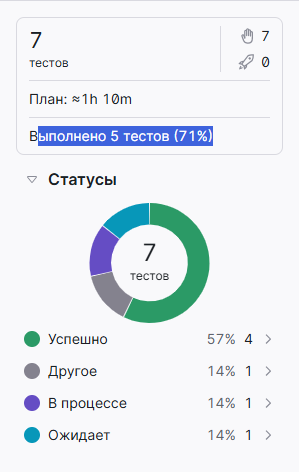 7
тестов
7
0
План: ≈1h 10m
Выполнено 5 тестов (71%)
Статусы
7
тестов
Успешно 57% 4
Другое 14% 1
В процессе 14% 1
Ожидает 14% 1